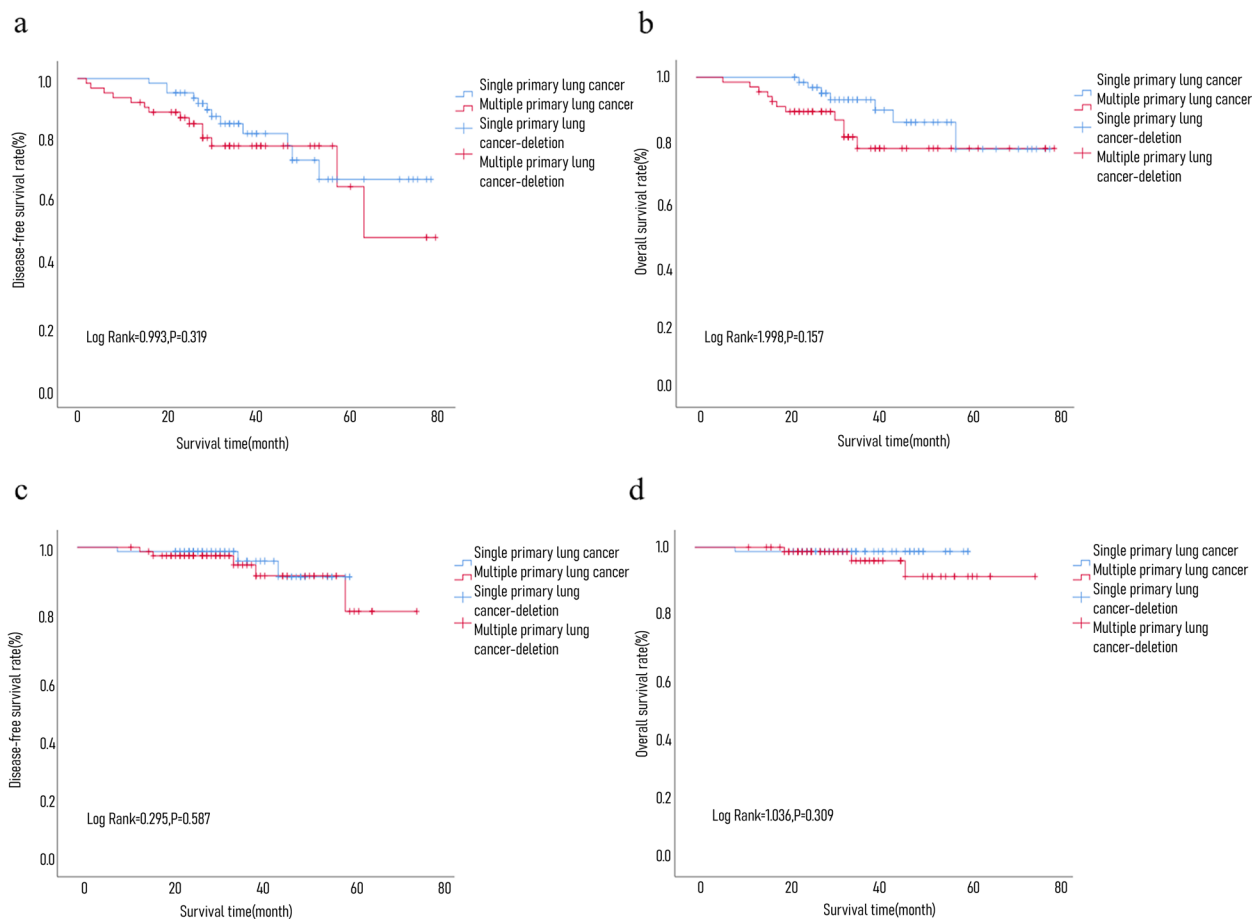 a
1.0
0.8
0.6
0.4
0.2
0.0
Disease-free survival rate(%)
0 20 40 60 80
Survival time(month)
Log Rank=0.993,P=0.319
Single primary lung cancer
Multiple primary lung cancer
Single primary lung
cancer-deletion
Multiple primary lung
cancer-deletion
b
1.0
0.8
0.6
0.4
0.2
0.0
Overall survival rate(%)
0 20 40 60 80
Survival time(month)
Log Rank=1.998,P=0.157
Single primary lung cancer
Multiple primary lung cancer
Single primary lung
cancer-deletion
Multiple primary lung
cancer-deletion
c
1.0
0.8
0.6
0.4
0.2
0.0
Disease-free survival rate(%)
0 20 40 60 80
Survival time(month)
Log Rank=0.295,P=0.587
Single primary lung cancer
Multiple primary lung cancer
Single primary lung
cancer-deletion
Multiple primary lung
cancer-deletion
d
1.0
0.8
0.6
0.4
0.2
0.0
Overall survival rate(%)
0 20 40 60 80
Survival time(month)
Log Rank=1.036,P=0.309
Single primary lung cancer
Multiple primary lung cancer
Single primary lung
cancer-deletion
Multiple primary lung
cancer-deletion